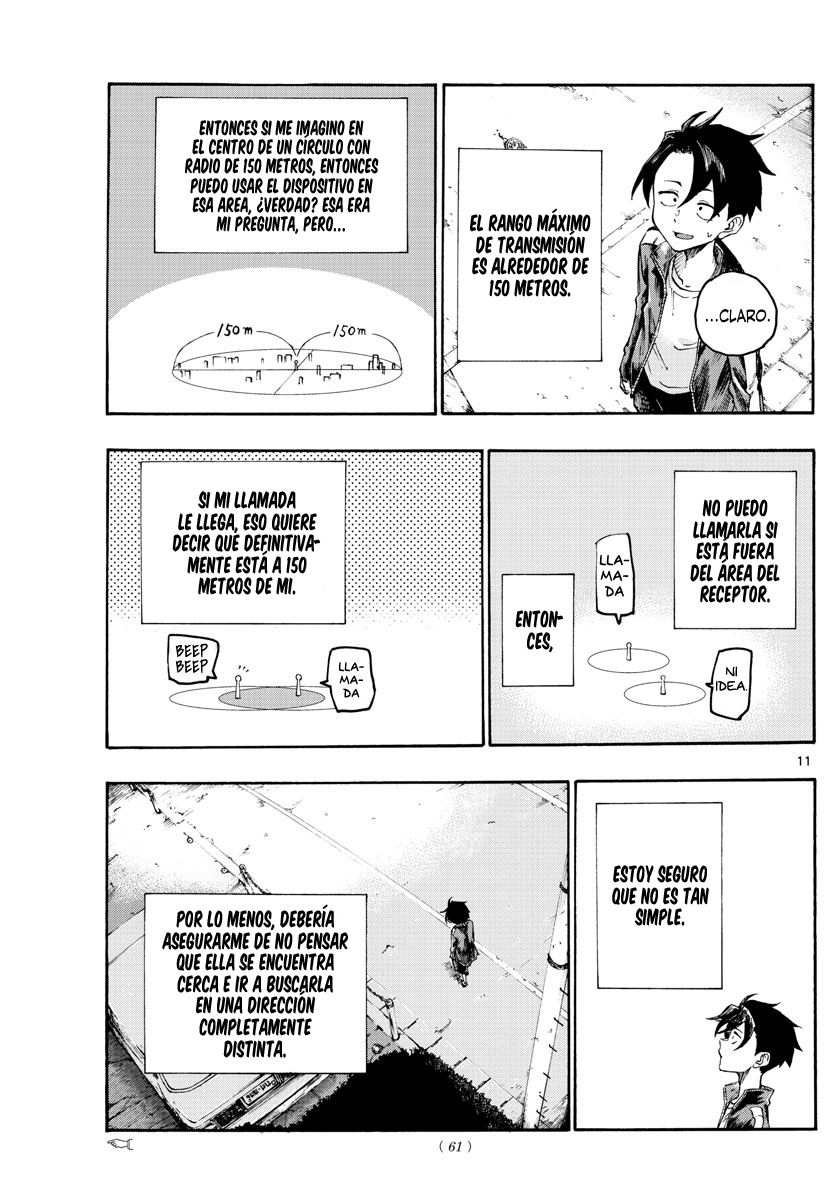 EL RANGO MÁXIMO
DE TRANSMISIÓN
ES ALREDEDOR DE
150 METROS.
...CLARO.
ENTONCES SI ME IMAGINO EN
EL CENTRO DE UN CÍRCULO CON
RADIO DE 150 METROS, ENTONCES
PUEDO USAR EL DISPOSITIVO EN
ESA AREA, ¿VERDAD? ESA ERA
MI PREGUNTA, PERO...
150m
150m
NO PUEDO
LLAMARLA SI
ESTÁ FUERA
DEL ÁREA DEL
RECEPTOR.
LLA-
MA-
DA
NI
IDEA.
ENTON-
CES,
SI MI LLAMADA
LE LLEGA, ESO QUIERE
DECIR QUE DEFINITIVA-
MENTE ESTÁ A 150
METROS DE MI.
BEEP
BEEP
LLA-
MA-
DA
11
ESTOY SEGURO
QUE NO ES TAN
SIMPLE.
POR LO MENOS, DEBERÍA
ASEGURARME DE NO PENSAR
QUE ELLA SE ENCUENTRA
CERCA E IR A BUSCARLA
EN UNA DIRECCIÓN
COMPLETAMENTE
DISTINTA.
( 61 )